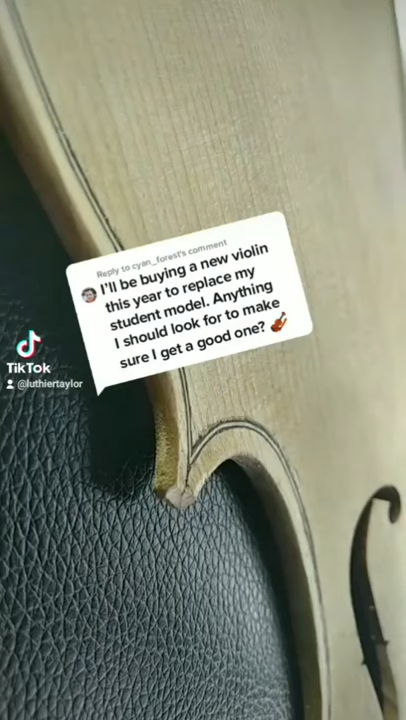 Reply to cyan_forest's comment
I'll be buying a new violin
this year to replace my
student model. Anything
I should look for to make
sure I get a good one? 🎻
TikTok
@luthiertaylor